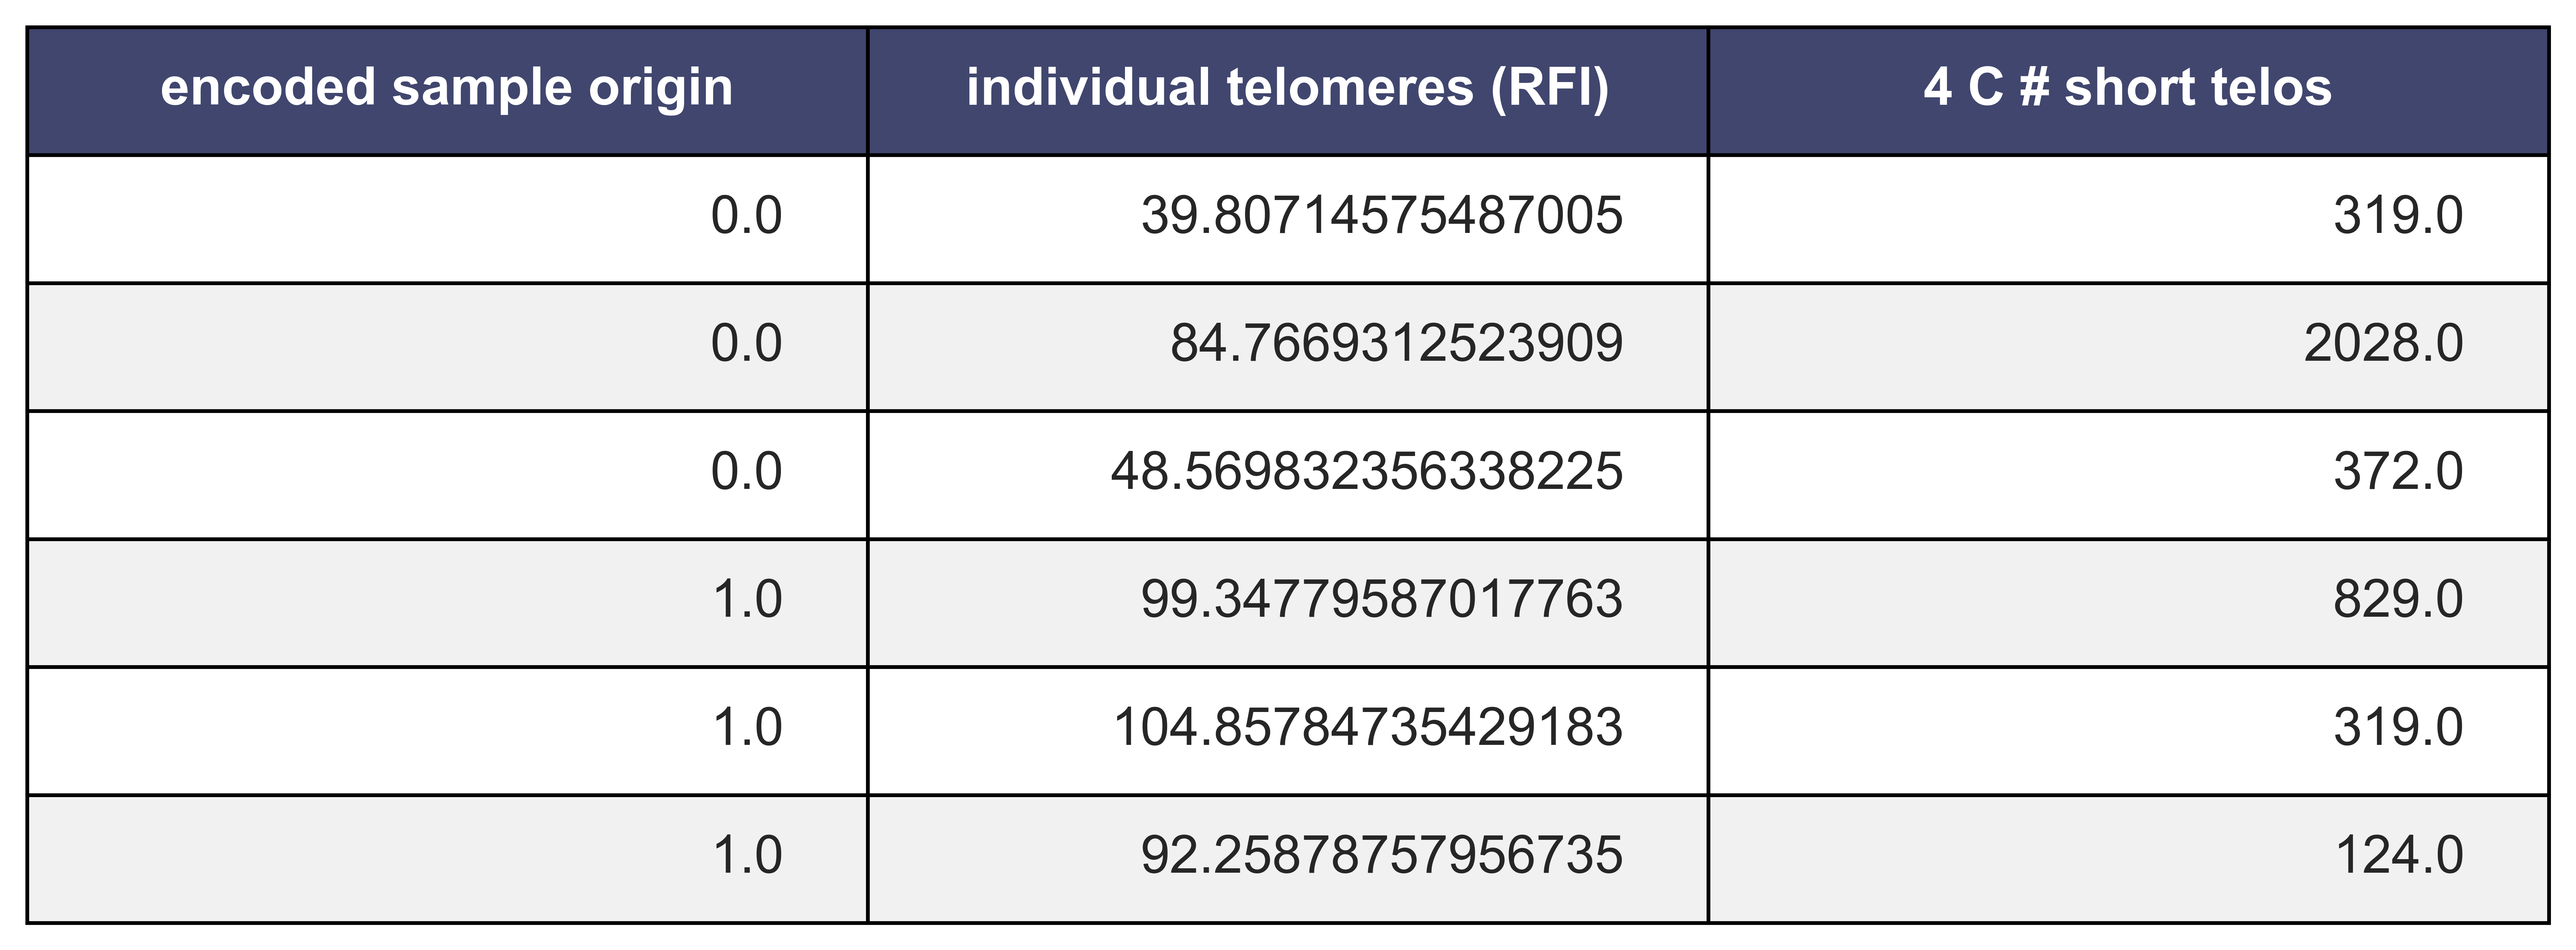 encoded sample origin individual telomeres (RFI) 4 C # short telos
0.0 39.80714575487005 319.0
0.0 84.7669312523909 2028.0
0.0 48.569832356338225 372.0
1.0 99.34779587017763 829.0
1.0 104.85784735429183 319.0
1.0 92.25878757956735 124.0